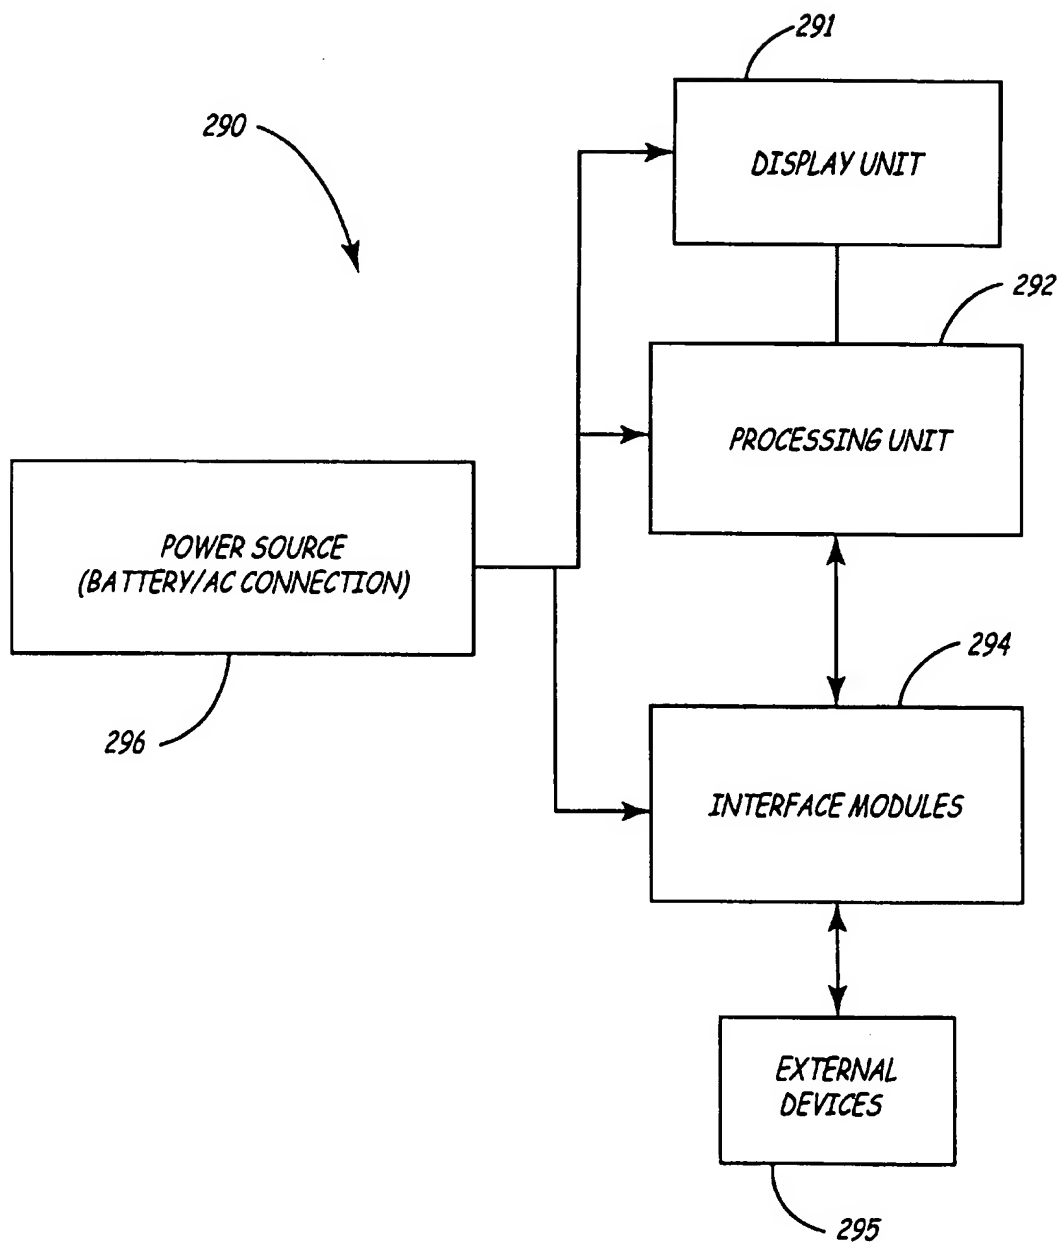 291
290
DISPLAY UNIT
292
PROCESSING UNIT
POWER SOURCE
(BATTERY/AC CONNECTION)
294
296
INTERFACE MODULES
EXTERNAL
DEVICES
295